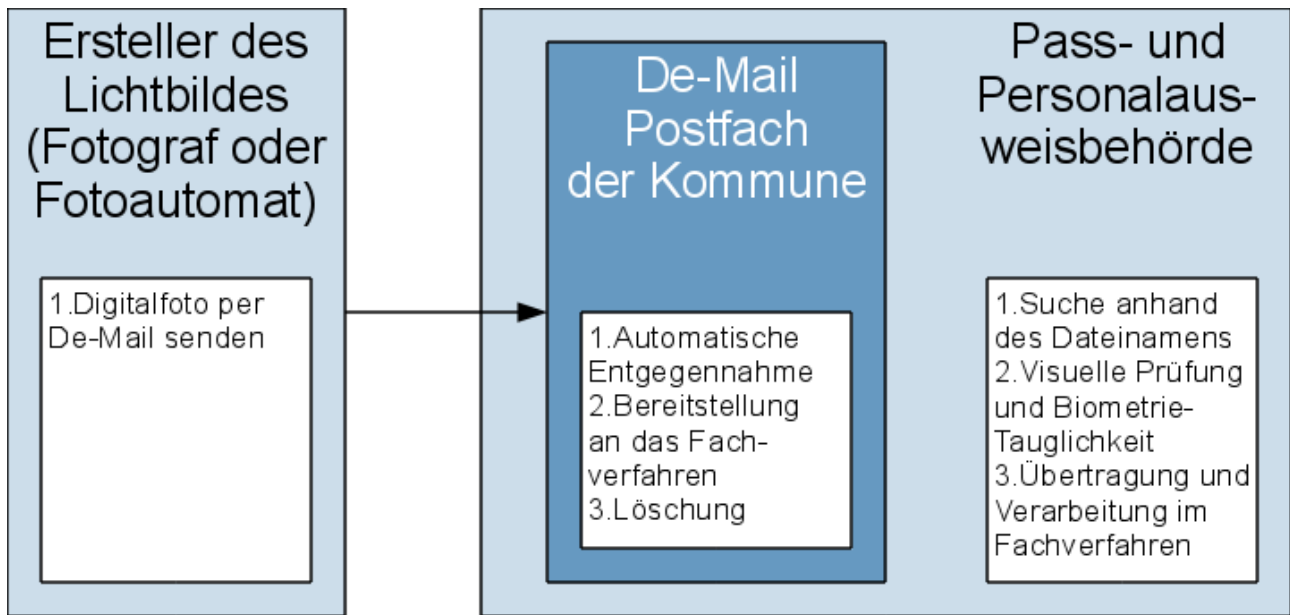 Ersteller des
Lichtbildes
(Fotograf oder
Fotoautomat)
1.Digitalfoto per
De-Mail senden
De-Mail
Postfach
der Kommune
1.Automatische
Entgegennahme
2.Bereitstellung
an das Fach-
verfahren
3.Löschung
Pass- und
Personalaus-
weisbehörde
1.Suche anhand
des Dateinamens
2.Visuelle Prüfung
und Biometrie-
Tauglichkeit
3.Übertragung und
Verarbeitung im
Fachverfahren